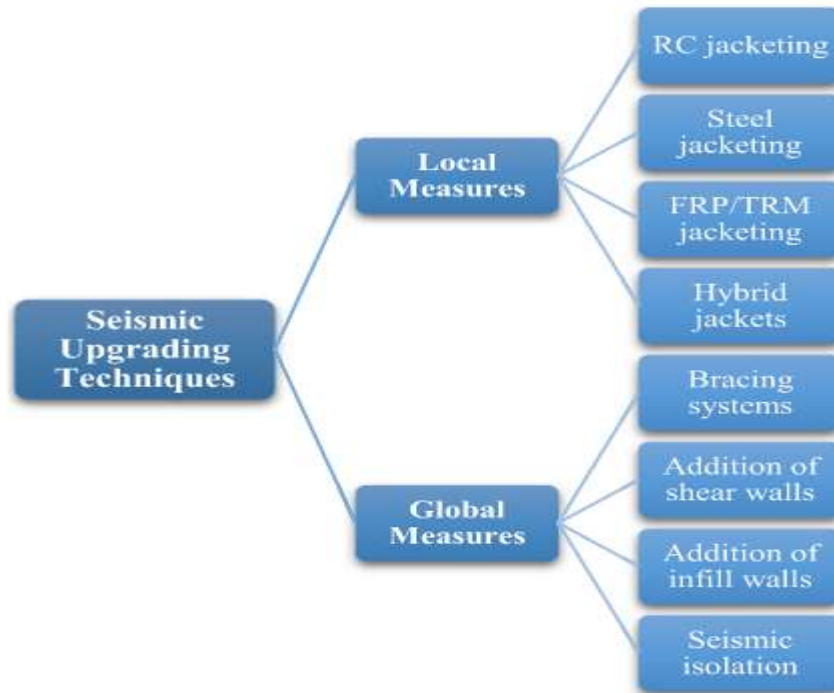 RC jacketing
Steel
jacketing
Local
Measures
FRP/TRM
jacketing
Hybrid
jackets
Seismic
Upgrading
Techniques
Bracing
systems
Addition of
shear walls
Global
Measures
Addition of
infill walls
Seismic
isolation